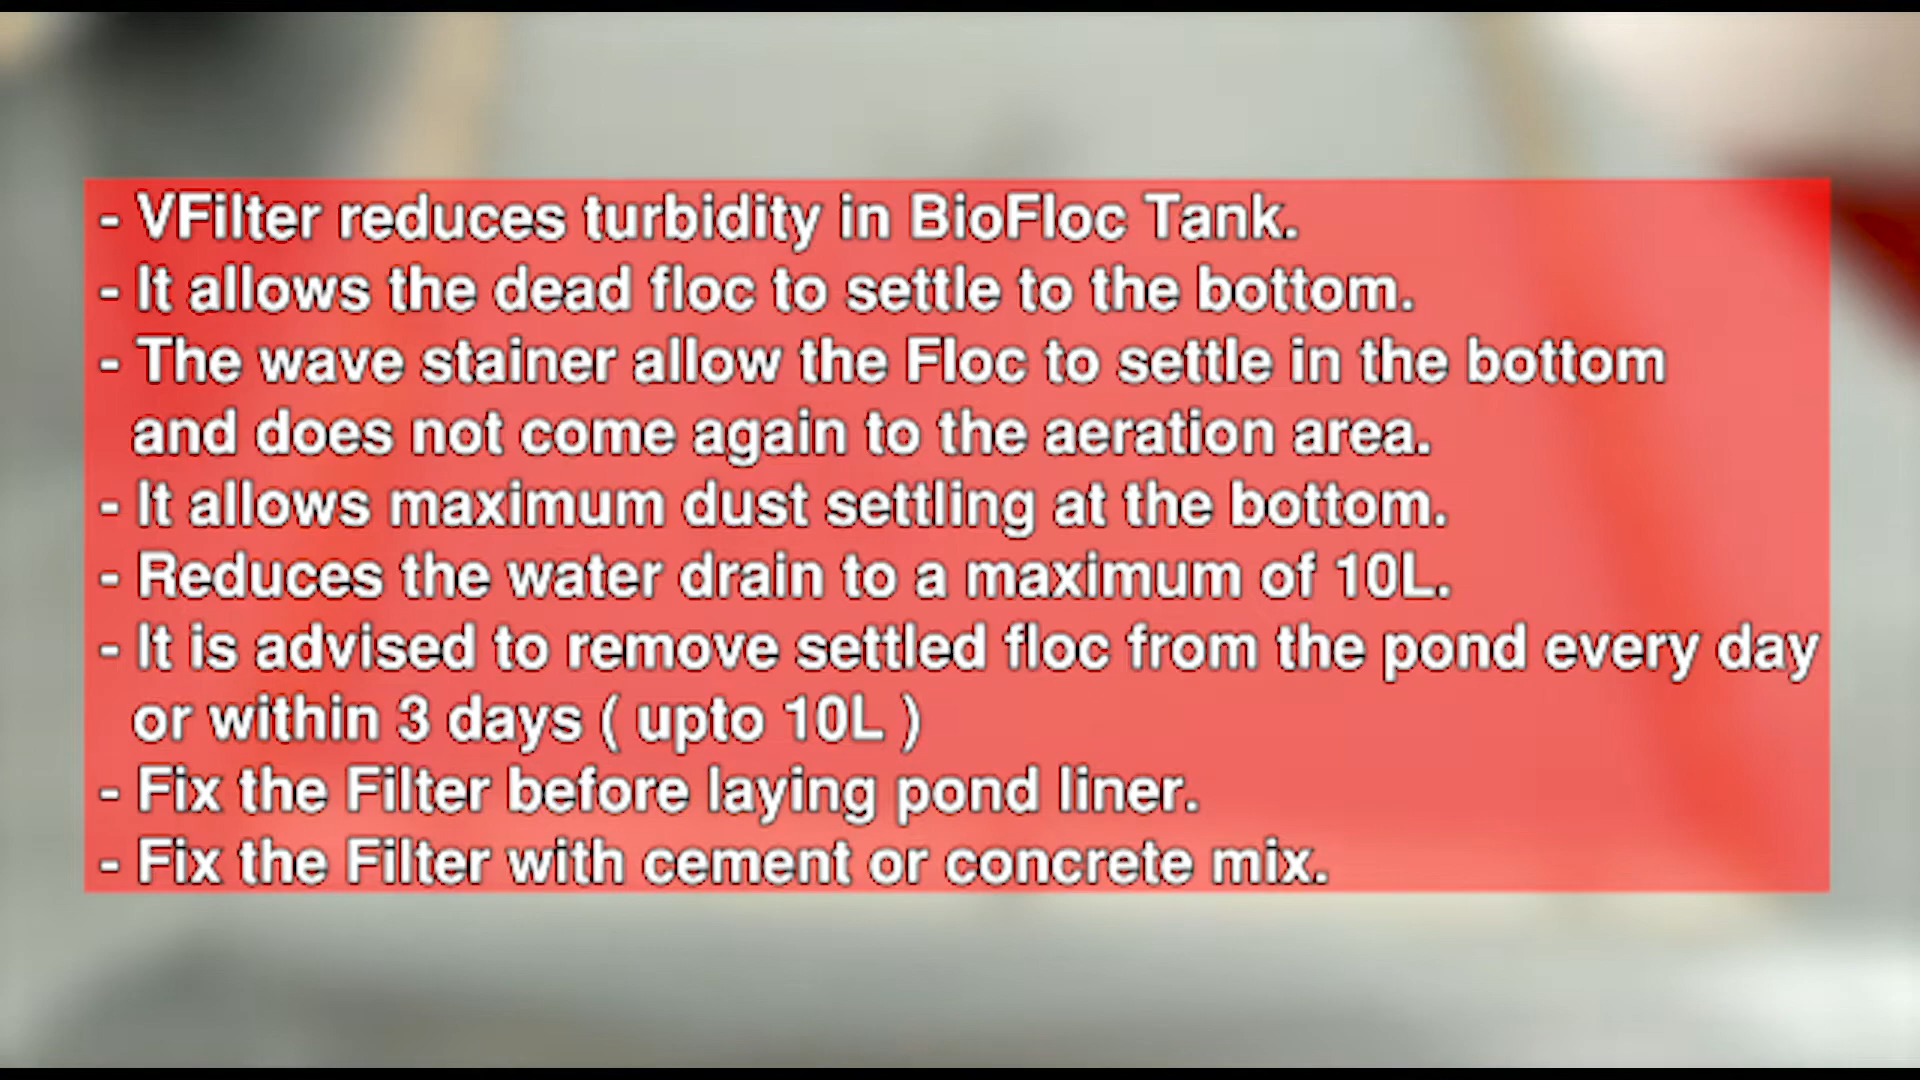 - VFilter reduces turbidity in BioFloc Tank.
- It allows the dead floc to settle to the bottom.
- The wave stainer allow the Floc to settle in the bottom
and does not come again to the aeration area.
- It allows maximum dust settling at the bottom.
- Reduces the water drain to a maximum of 10L.
- It is advised to remove settled floc from the pond every day
or within 3 days ( upto 10L )
- Fix the Filter before laying pond liner.
- Fix the Filter with cement or concrete mix.